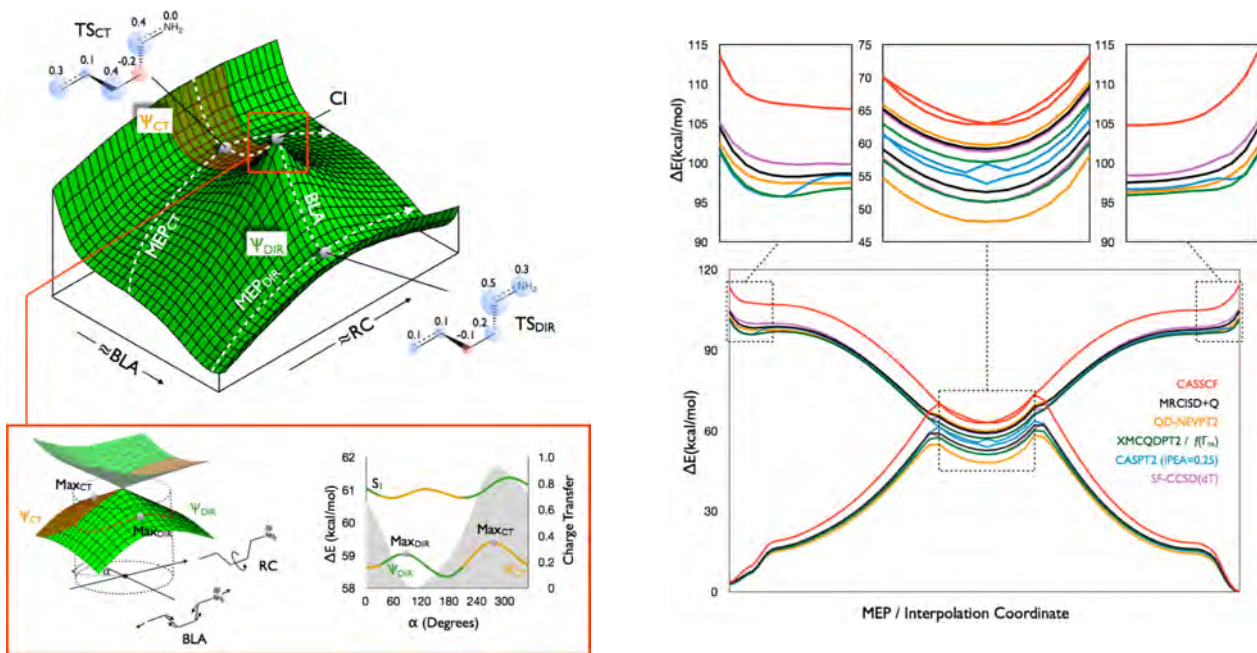 TS_CT
0.4
0.0
NH₂
0.3
0.1
0.4
-0.2
CI
Ψ_CT
MEP_CT
BLA
Ψ_DIR
MEP_DIR
0.5
0.3
NH₂
0.1
0.1
-0.1
0.2
TS_DIR
≈BLA
≈RC
Max_CT
Ψ_CT
Ψ_DIR
Max_DIR
α
⊕
NH₂
RC
⊕
NH₂
BLA
62
61
60
59
58
ΔE (kcal/mol)
S₁
Max_DIR
Max_CT
Ψ_DIR
Ψ_CT
1.0
0.8
0.6
0.4
0.2
0
Charge Transfer
0 60 120 180 240 300
α (Degrees)
115
110
105
100
95
90
ΔE(kcal/mol)
75
70
65
60
55
50
45
115
110
105
100
95
90
120
90
60
30
0
ΔE(kcal/mol)
CASSCF
MRCISD+Q
QD-NEVPT2
XMCQDPT2 /
CASPT2 (IPEA=0.25)
SF-CCSD(dT)
MEP / Interpolation Coordinate